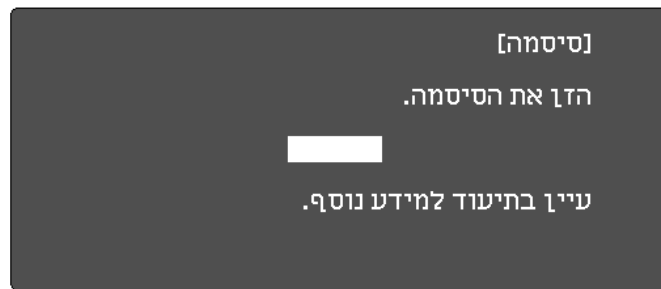 [סיסמה]
הזן את הסיסמה.
עיין בתיעוד למידע נוסף.